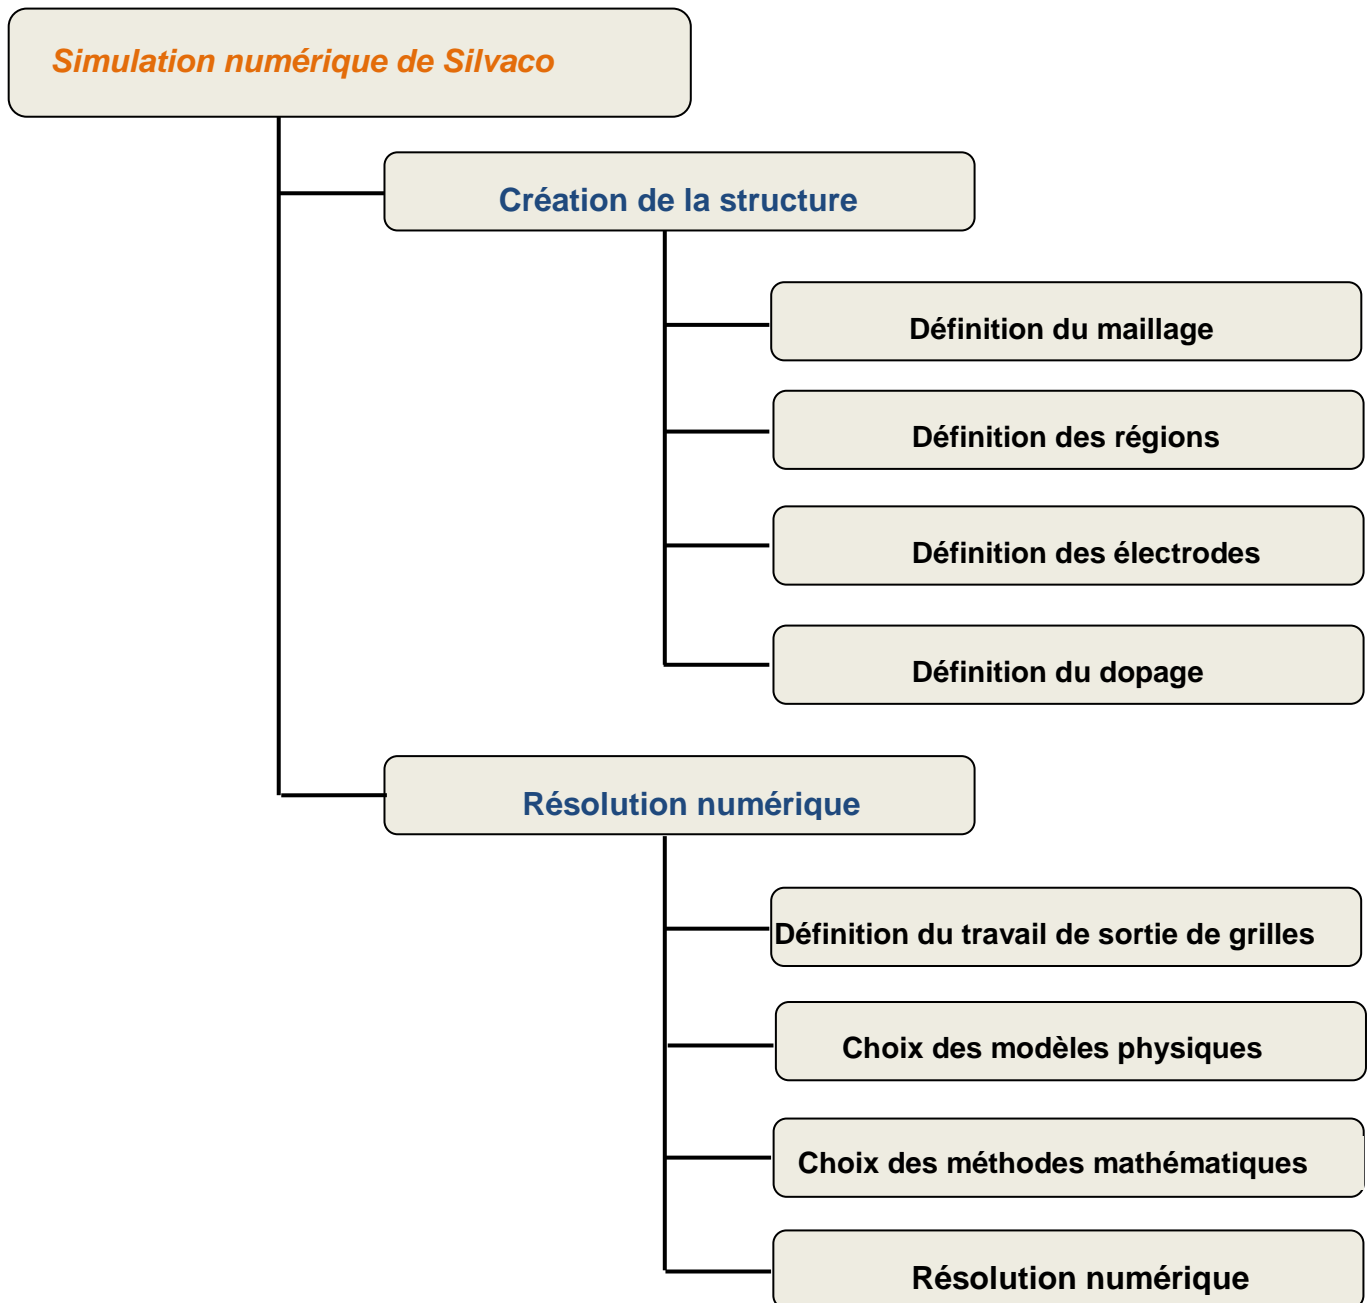 Simulation numérique de Silvaco
Création de la structure
Définition du maillage
Définition des régions
Définition des électrodes
Définition du dopage
Résolution numérique
Définition du travail de sortie de grilles
Choix des modèles physiques
Choix des méthodes mathématiques
Résolution numérique